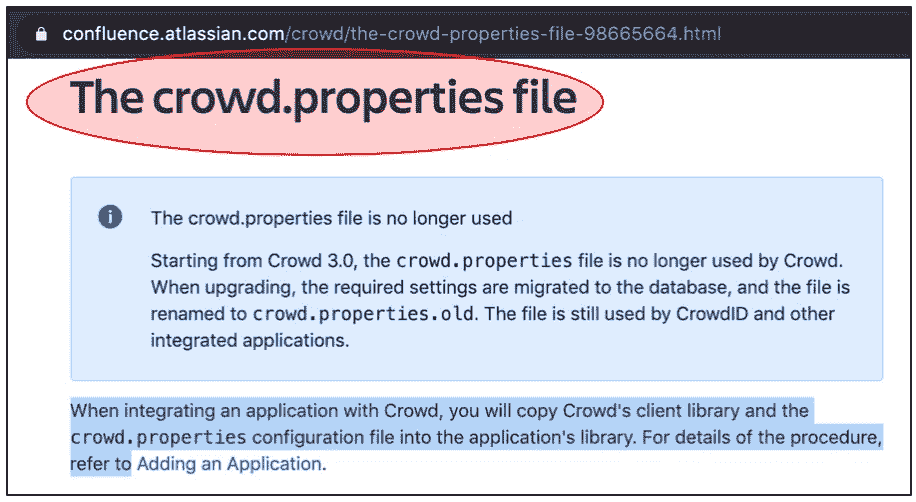 confluence.atlassian.com/crowd/the-crowd-properties-file-98665664.html
The crowd.properties file
i
The crowd.properties file is no longer used
Starting from Crowd 3.0, the crowd.properties file is no longer used by Crowd.
When upgrading, the required settings are migrated to the database, and the file is
renamed to crowd.properties.old. The file is still used by CrowdID and other
integrated applications.
When integrating an application with Crowd, you will copy Crowd's client library and the
crowd.properties configuration file into the application's library. For details of the procedure,
refer to Adding an Application.